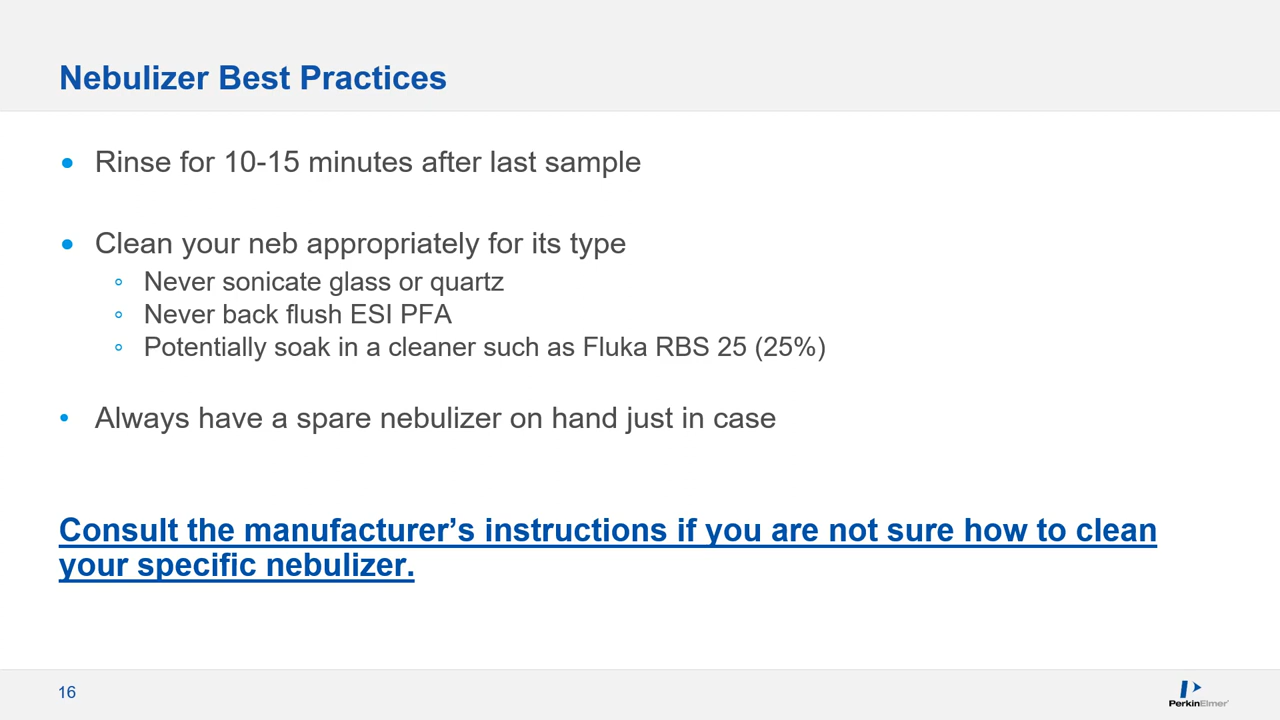 Nebulizer Best Practices
• Rinse for 10-15 minutes after last sample
• Clean your neb appropriately for its type
◦ Never sonicate glass or quartz
◦ Never back flush ESI PFA
◦ Potentially soak in a cleaner such as Fluka RBS 25 (25%)
• Always have a spare nebulizer on hand just in case
Consult the manufacturer’s instructions if you are not sure how to clean
your specific nebulizer.
16
PerkinElmer